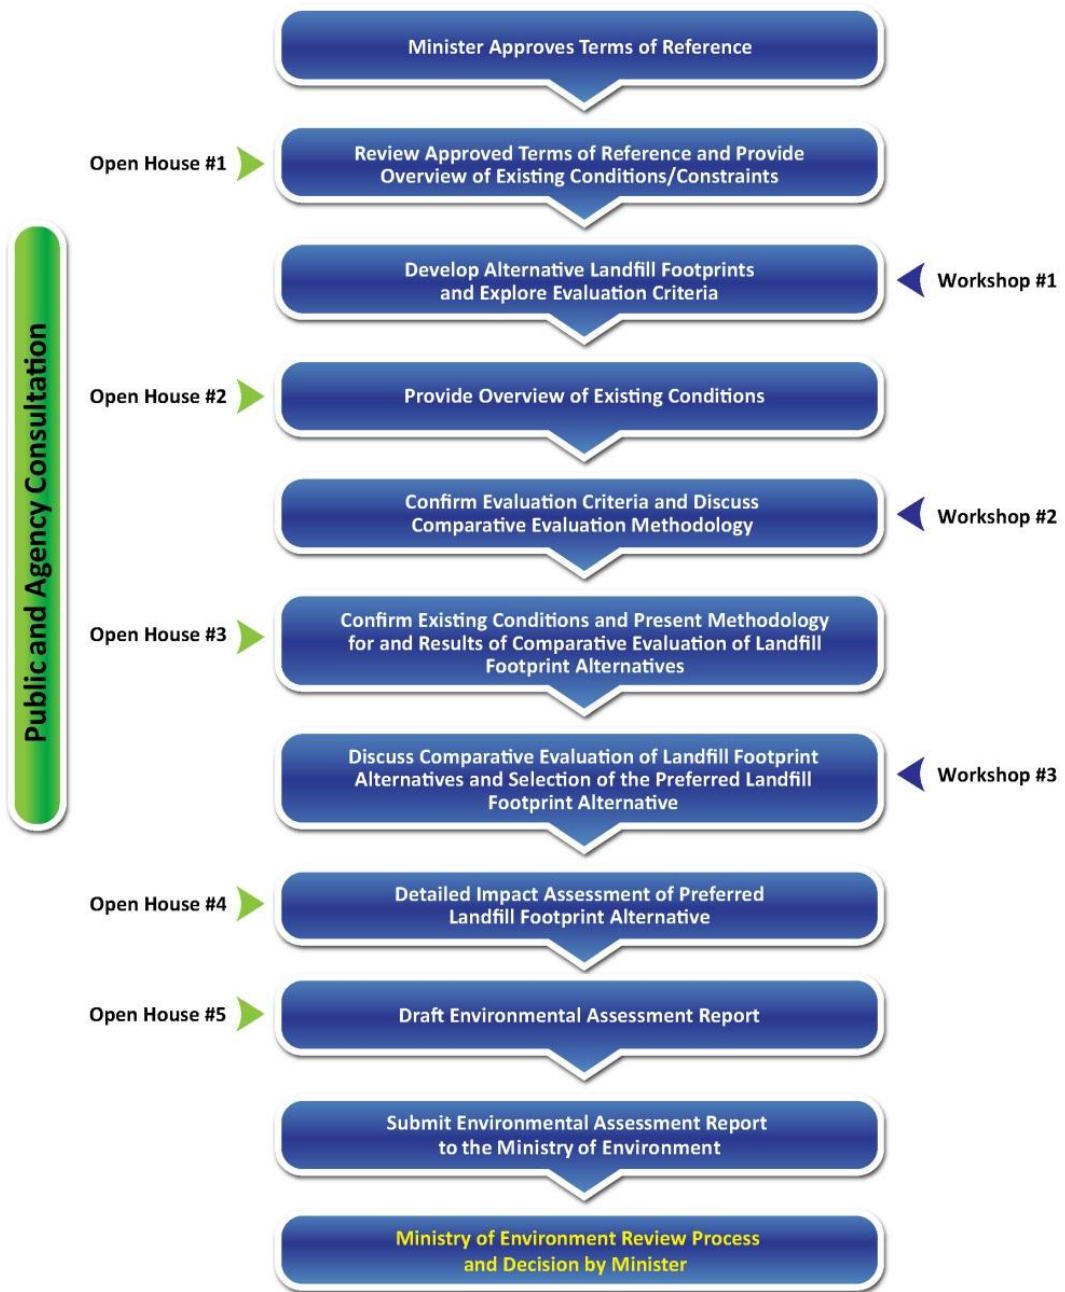 Minister Approves Terms of Reference
Open House #1
Review Approved Terms of Reference and Provide
Overview of Existing Conditions/Constraints
Public and Agency Consultation
Develop Alternative Landfill Footprints
and Explore Evaluation Criteria
Workshop #1
Open House #2
Provide Overview of Existing Conditions
Confirm Evaluation Criteria and Discuss
Comparative Evaluation Methodology
Workshop #2
Open House #3
Confirm Existing Conditions and Present Methodology
for and Results of Comparative Evaluation of Landfill
Footprint Alternatives
Discuss Comparative Evaluation of Landfill Footprint
Alternatives and Selection of the Preferred Landfill
Footprint Alternative
Workshop #3
Open House #4
Detailed Impact Assessment of Preferred
Landfill Footprint Alternative
Open House #5
Draft Environmental Assessment Report
Submit Environmental Assessment Report
to the Ministry of Environment
Ministry of Environment Review Process
and Decision by Minister